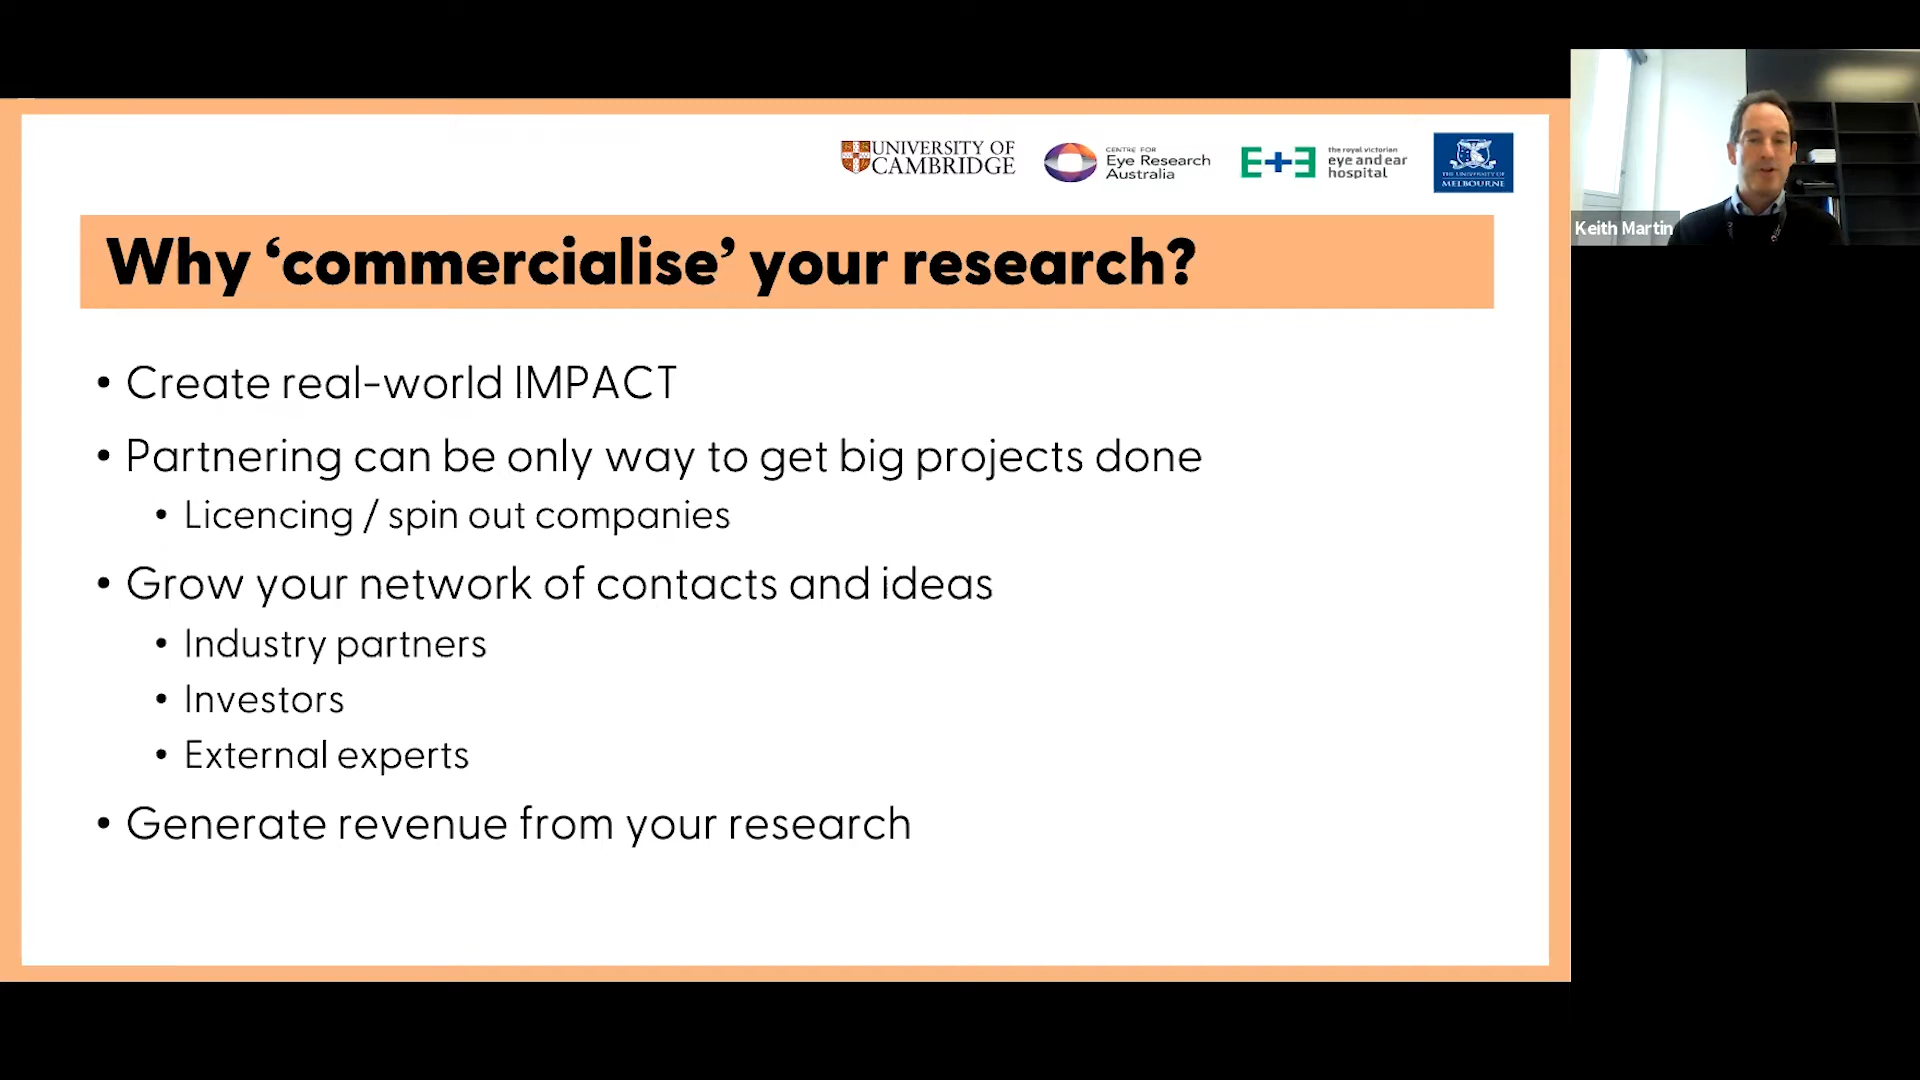 UNIVERSITY OF
CAMBRIDGE
CENTRE FOR
Eye Research
Australia
E+E
the royal victorian
eye and ear
hospital
THE UNIVERSITY OF
MELBOURNE
Keith Martin
Why ‘commercialise’ your research?
• Create real-world IMPACT
• Partnering can be only way to get big projects done
• Licencing / spin out companies
• Grow your network of contacts and ideas
• Industry partners
• Investors
• External experts
• Generate revenue from your research